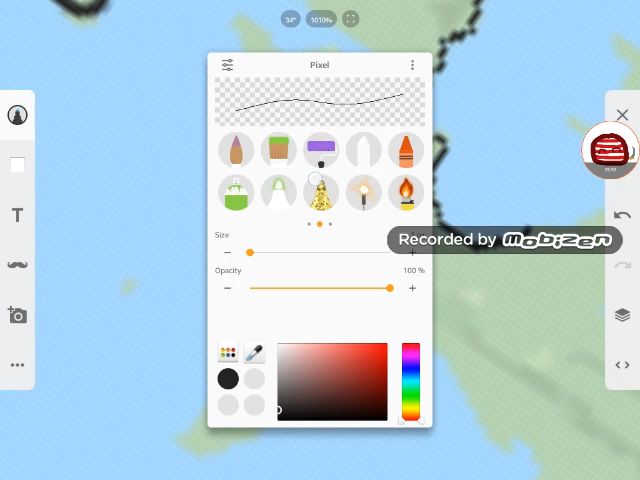 34°
1010%
Pixel
T
Size
Recorded by mobizen
Opacity
100 %